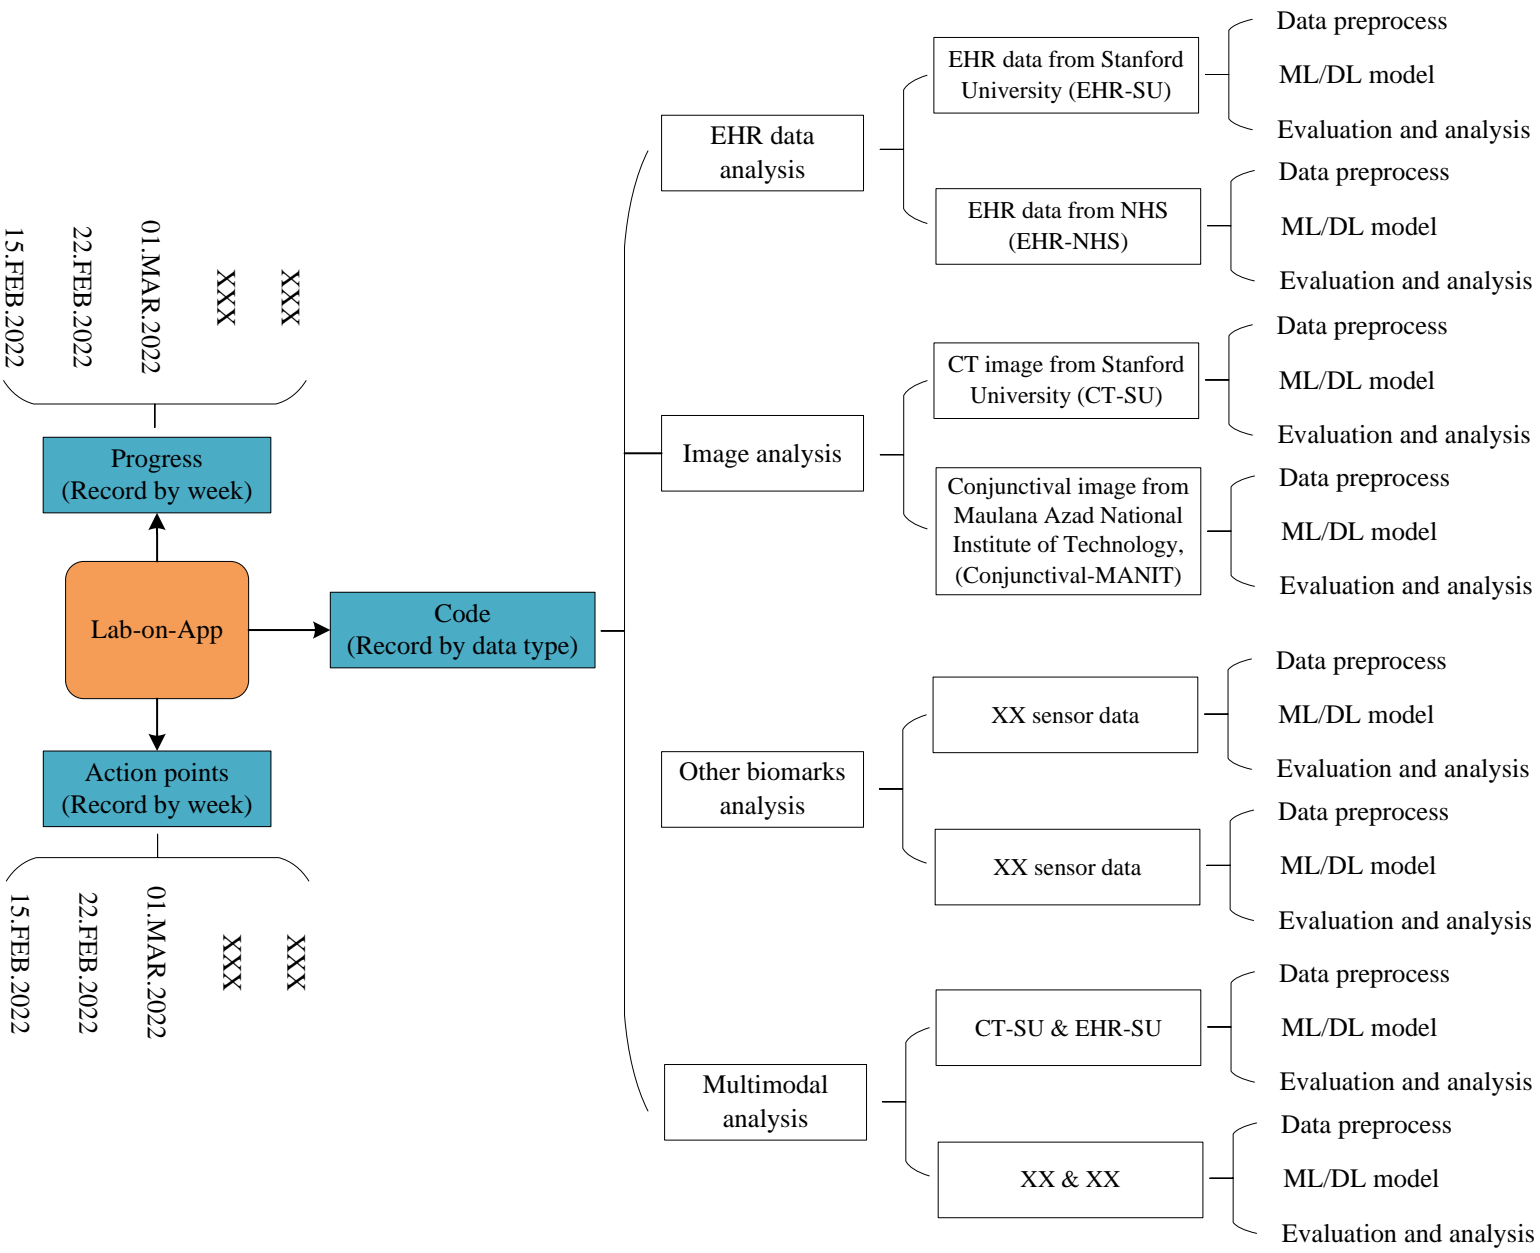 15.FEB.2022
22.FEB.2022
01.MAR.2022
XXX
XXX
Progress
(Record by week)
Lab-on-App
Action points
(Record by week)
15.FEB.2022
22.FEB.2022
01.MAR.2022
XXX
XXX
Code
(Record by data type)
EHR data
analysis
EHR data from Stanford
University (EHR-SU)
Data preprocess
ML/DL model
Evaluation and analysis
EHR data from NHS
(EHR-NHS)
Data preprocess
ML/DL model
Evaluation and analysis
Image analysis
CT image from Stanford
University (CT-SU)
Data preprocess
ML/DL model
Evaluation and analysis
Conjunctival image from
Maulana Azad National
Institute of Technology,
(Conjunctival-MANIT)
Data preprocess
ML/DL model
Evaluation and analysis
Other biomarks
analysis
XX sensor data
Data preprocess
ML/DL model
Evaluation and analysis
XX sensor data
Data preprocess
ML/DL model
Evaluation and analysis
Multimodal
analysis
CT-SU & EHR-SU
Data preprocess
ML/DL model
Evaluation and analysis
XX & XX
Data preprocess
ML/DL model
Evaluation and analysis